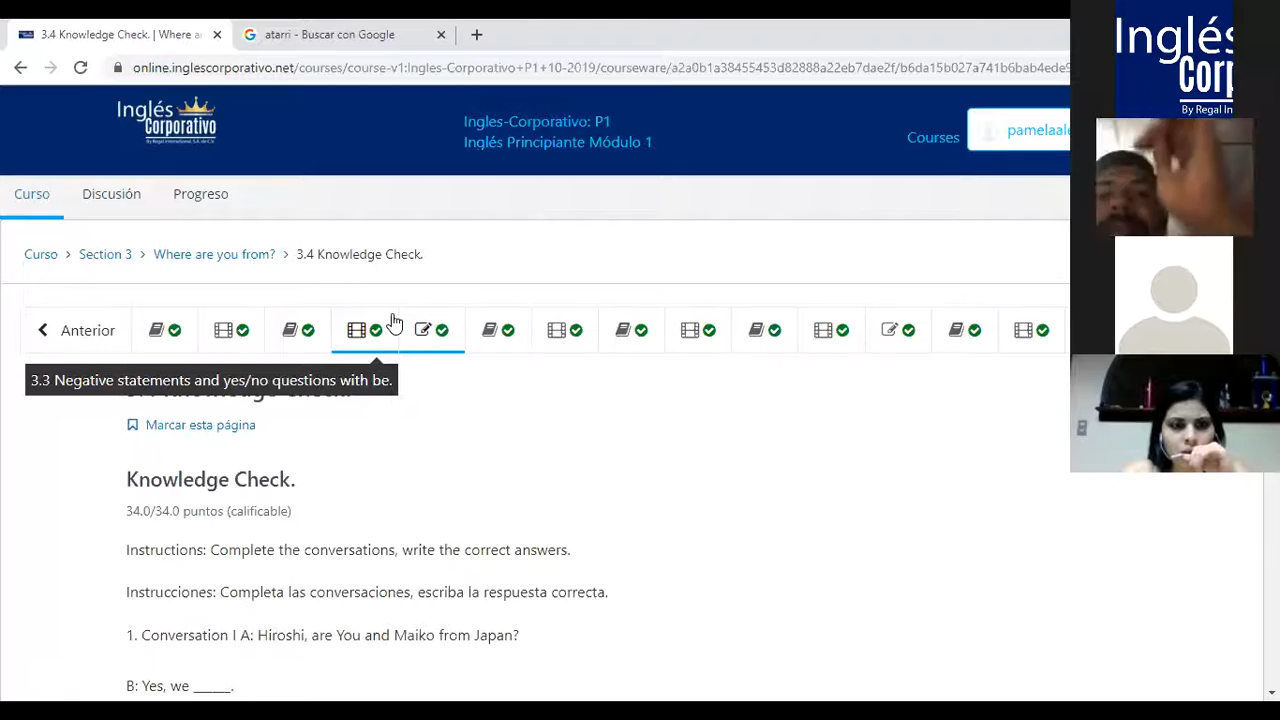 3.4 Knowledge Check. | Where a
atarri - Buscar con Google
online.inglescorporativo.net/courses/course-v1:Ingles-Corporativo+P1+10-2019/courseware/a2a0b1a38455453d82888a22eb7dae2f/b6da15b027a741b6bab4ede9
Inglés
Corporativo
By Regal International, S.A. de C.V.
Ingles-Corporativo: P1
Inglés Principiante Módulo 1
Courses
pamelaale
Inglés
Corp
By Regal In
Curso
Discusión
Progreso
Curso > Section 3 > Where are you from? > 3.4 Knowledge Check.
Anterior
3.3 Negative statements and yes/no questions with be.
Marcar esta página
Knowledge Check.
34.0/34.0 puntos (calificable)
Instructions: Complete the conversations, write the correct answers.
Instrucciones: Completa las conversaciones, escriba la respuesta correcta.
1. Conversation I A: Hiroshi, are You and Maiko from Japan?
B: Yes, we ______.